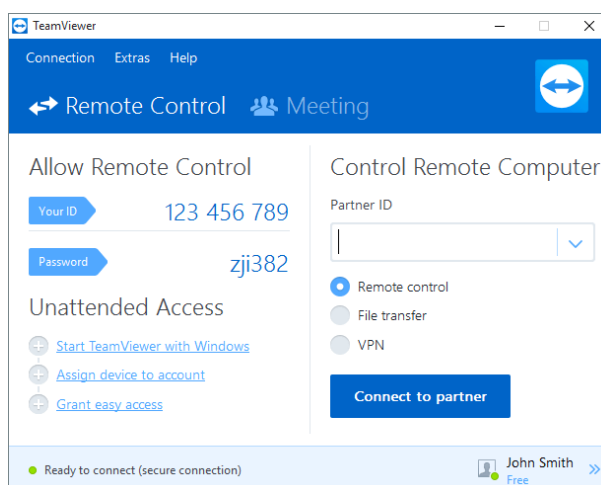 TeamViewer
Connection Extras Help
Remote Control Meeting
Allow Remote Control
Your ID 123 456 789
Password zji382
Unattended Access
Start TeamViewer with Windows
Assign device to account
Grant easy access
Control Remote Computer
Partner ID
Remote control
File transfer
VPN
Connect to partner
Ready to connect (secure connection)
John Smith
Free